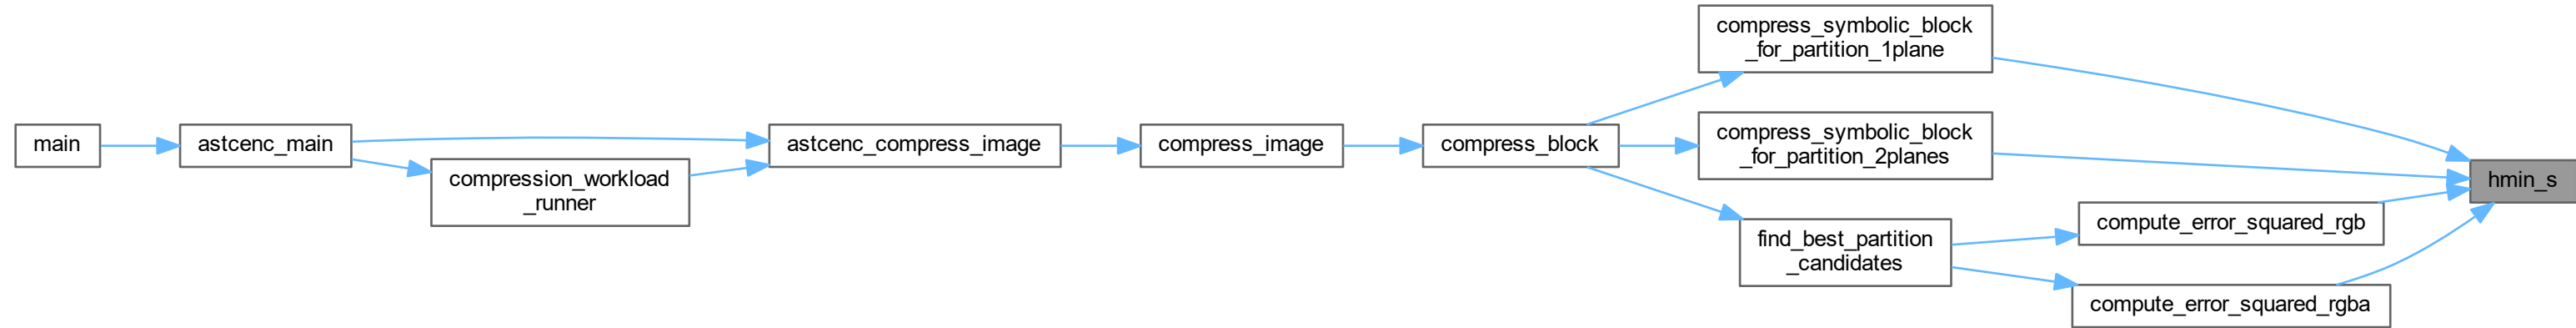 main
astcenc_main
compression_workload
_runner
astcenc_compress_image
compress_image
compress_block
compress_symbolic_block
_for_partition_1plane
compress_symbolic_block
_for_partition_2planes
find_best_partition
_candidates
compute_error_squared_rgb
compute_error_squared_rgba
hmin_s